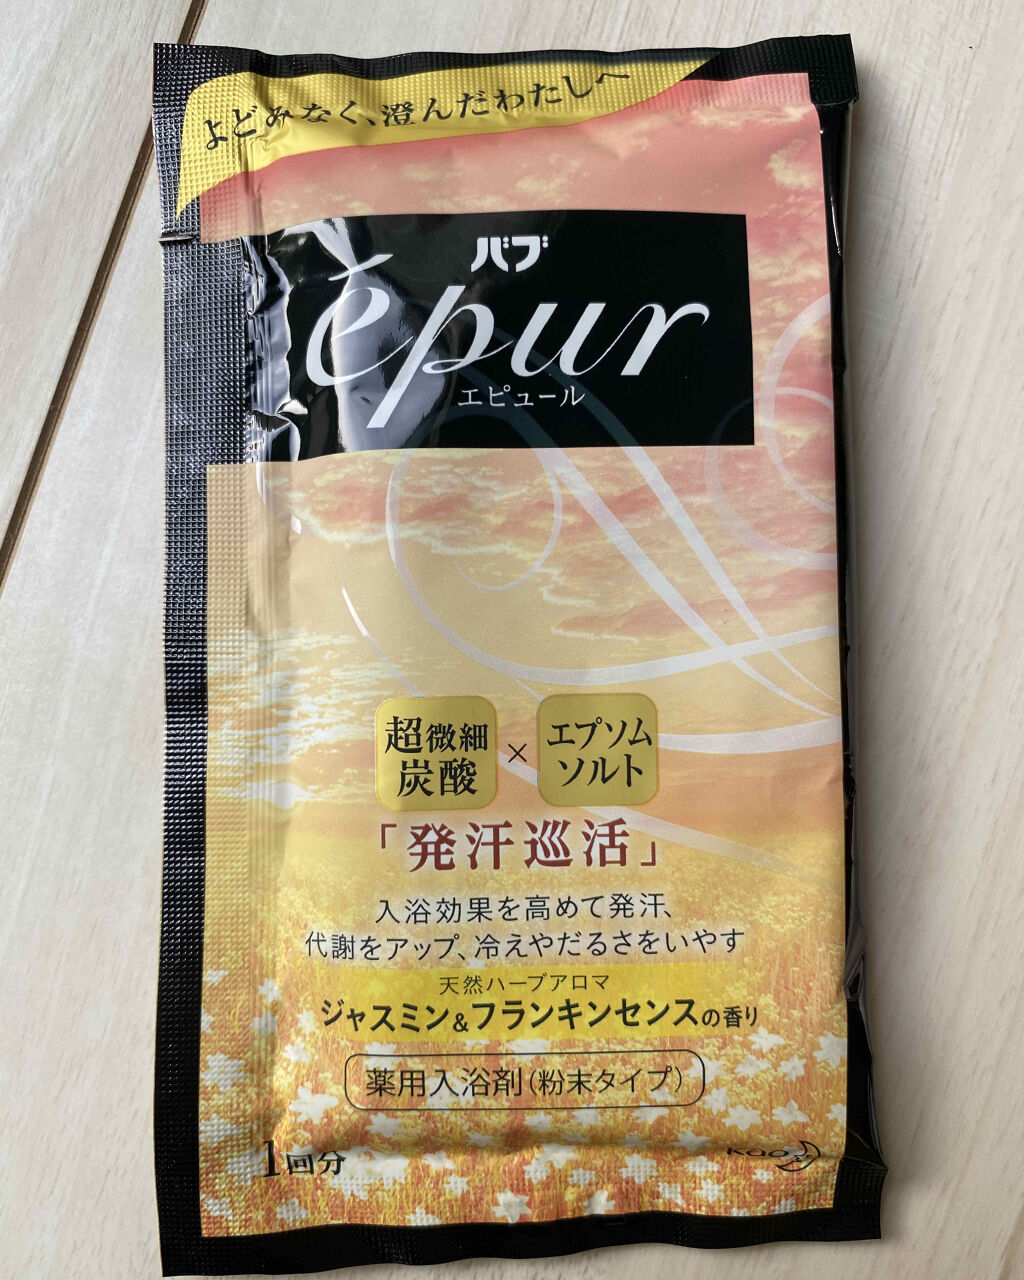 よどみなく、澄んだわたしへ
バブ
épur
エピュール
超微細
炭酸
×
エプソム
ソルト
「発汗巡活」
入浴効果を高めて発汗、
代謝をアップ、冷えやだるさをいやす
天然ハーブアロマ
ジャスミン&フランキンセンスの香り
薬用入浴剤(粉末タイプ)
1回分
Kao